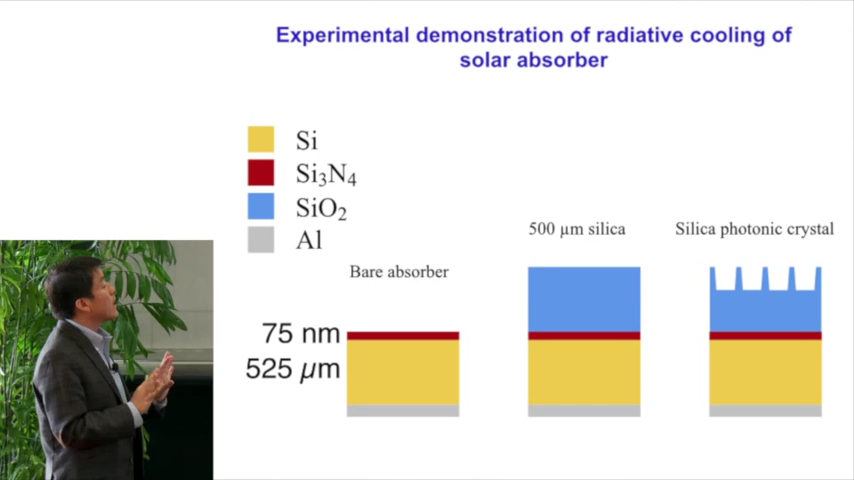 Experimental demonstration of radiative cooling of
solar absorber
Si
Si₃N₄
SiO₂
Al
500 µm silica
Silica photonic crystal
Bare absorber
75 nm
525 µm